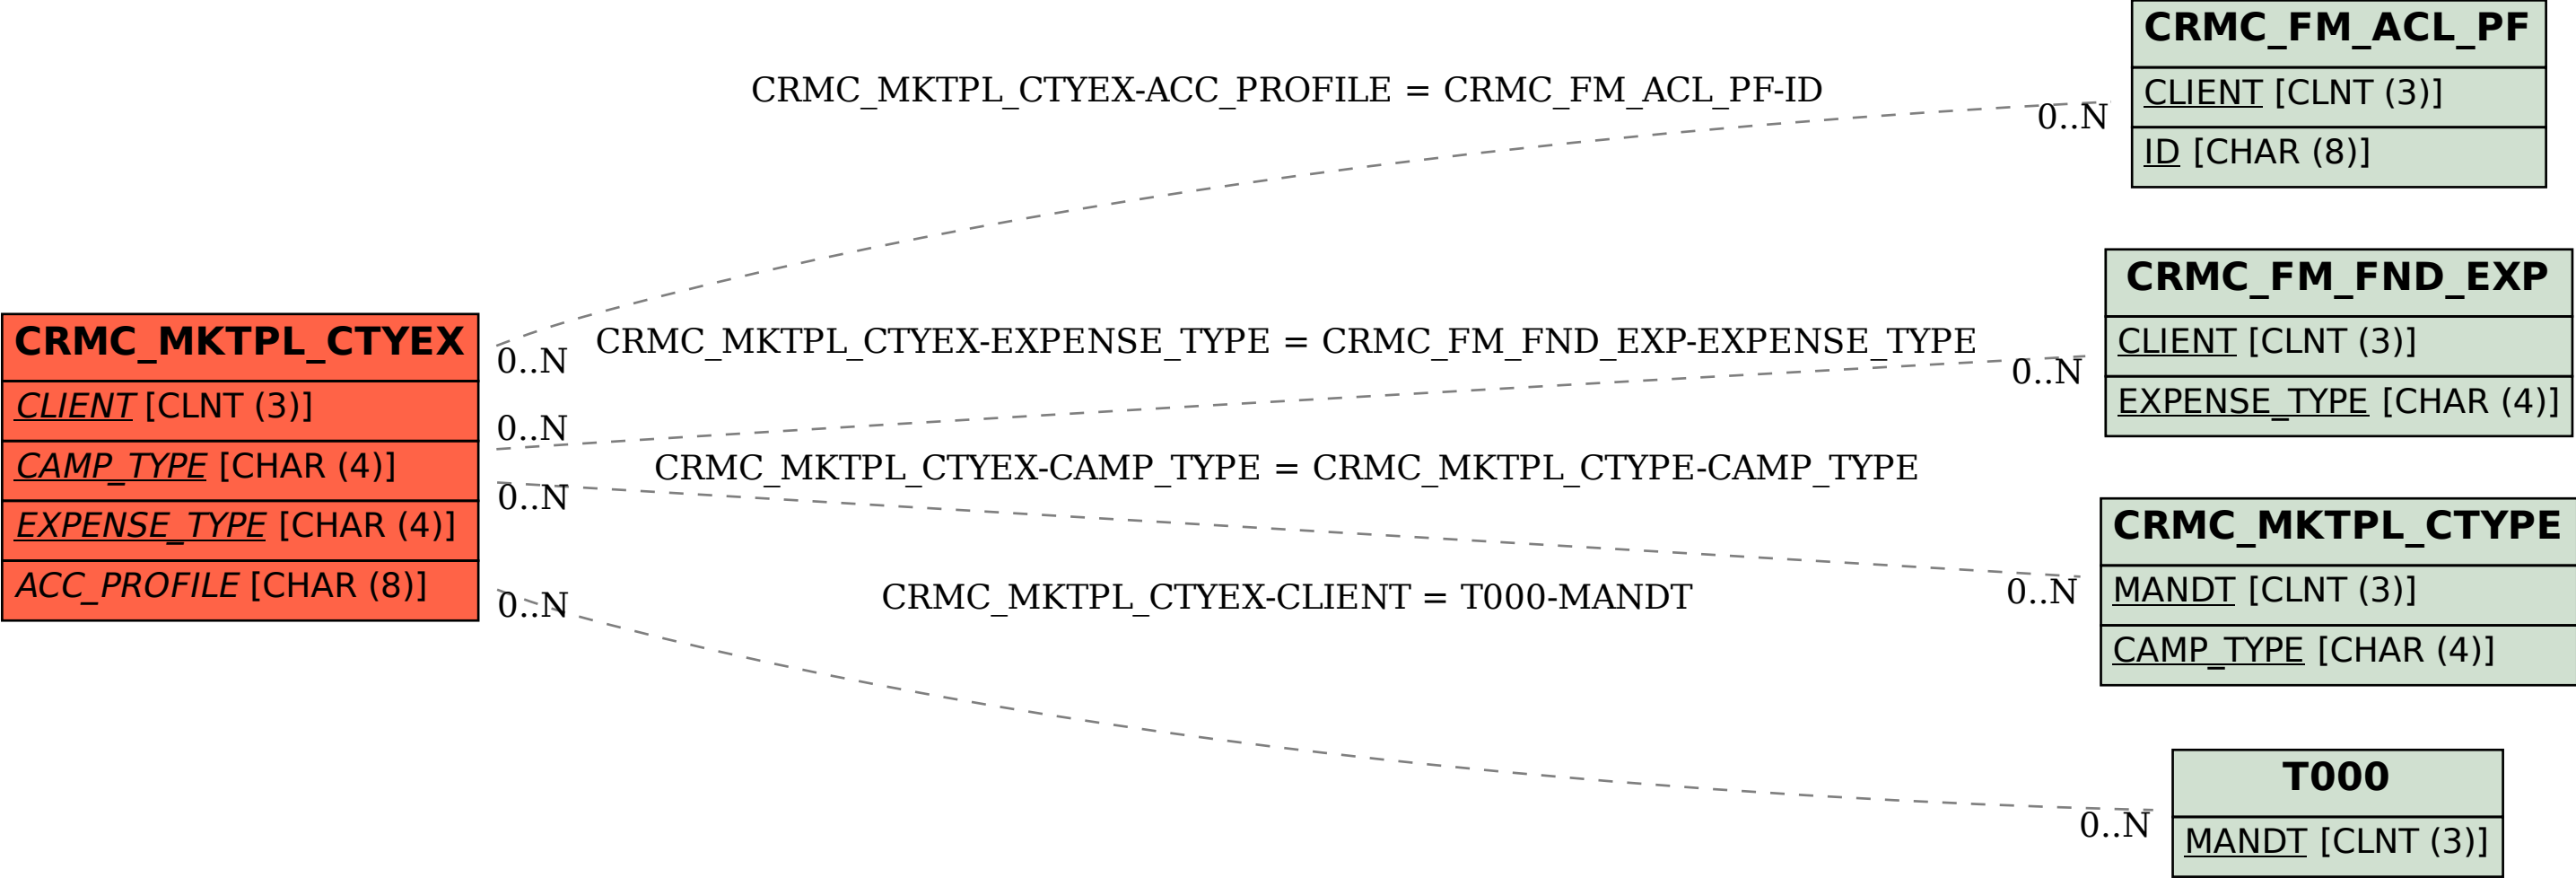 CRMC_FM_ACL_PF
CLIENT [CLNT (3)]
ID [CHAR (8)]
CRMC_MKTPL_CTYEX-ACC_PROFILE = CRMC_FM_ACL_PF-ID
0..N
CRMC_FM_FND_EXP
CLIENT [CLNT (3)]
EXPENSE_TYPE [CHAR (4)]
CRMC_MKTPL_CTYEX
CLIENT [CLNT (3)]
CAMP_TYPE [CHAR (4)]
EXPENSE_TYPE [CHAR (4)]
ACC_PROFILE [CHAR (8)]
0..N
CRMC_MKTPL_CTYEX-EXPENSE_TYPE = CRMC_FM_FND_EXP-EXPENSE_TYPE
0..N
0..N
CRMC_MKTPL_CTYEX-CAMP_TYPE = CRMC_MKTPL_CTYPE-CAMP_TYPE
0..N
0..N
CRMC_MKTPL_CTYPE
MANDT [CLNT (3)]
CAMP_TYPE [CHAR (4)]
CRMC_MKTPL_CTYEX-CLIENT = T000-MANDT
0..N
0..N
T000
MANDT [CLNT (3)]